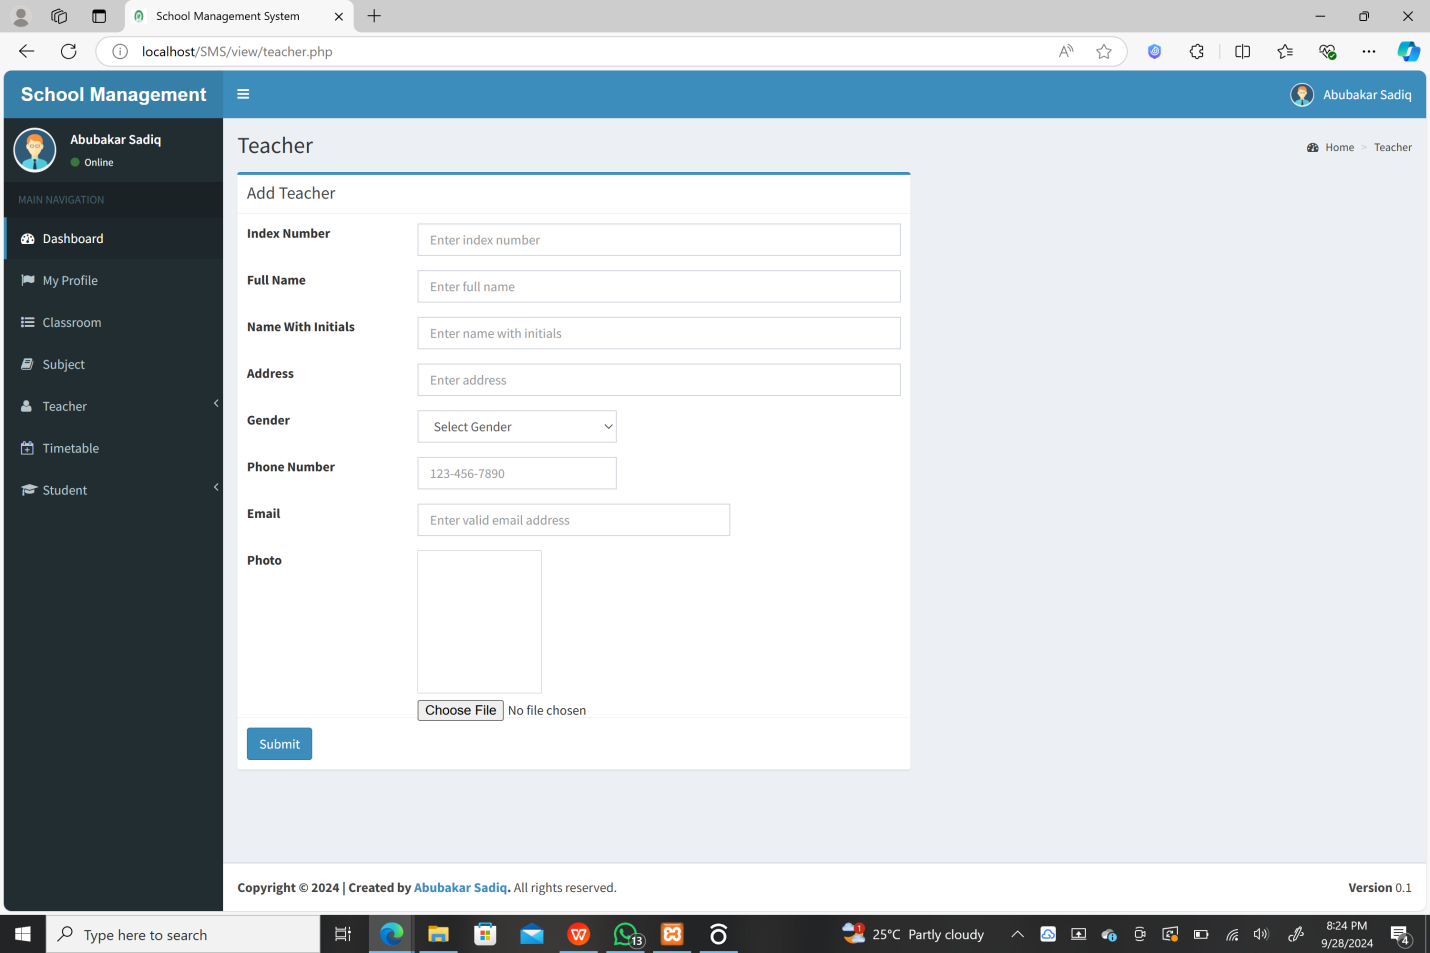 School Management System
localhost/SMS/view/teacher.php
School Management
Abubakar Sadiq
Abubakar Sadiq
Online
MAIN NAVIGATION
Dashboard
My Profile
Classroom
Subject
Teacher
Timetable
Student
Teacher
Home > Teacher
Add Teacher
Index Number
Enter index number
Full Name
Enter full name
Name With Initials
Enter name with initials
Address
Enter address
Gender
Select Gender
Phone Number
123-456-7890
Email
Enter valid email address
Photo
Choose File No file chosen
Submit
Copyright © 2024 | Created by Abubakar Sadiq. All rights reserved.
Version 0.1
Type here to search
13
1
25°C Partly cloudy
8:24 PM
9/28/2024
4